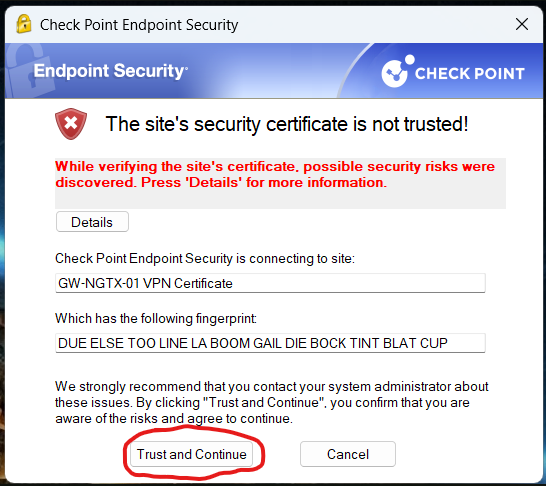 Check Point Endpoint Security
Endpoint Security
CHECK POINT
The site's security certificate is not trusted!
While verifying the site's certificate, possible security risks were
discovered. Press 'Details' for more information.
Details
Check Point Endpoint Security is connecting to site:
GW-NGTX-01 VPN Certificate
Which has the following fingerprint:
DUE ELSE TOO LINE LA BOOM GAIL DIE BOCK TINT BLAT CUP
We strongly recommend that you contact your system administrator about
these issues. By clicking "Trust and Continue", you confirm that you are
aware of the risks and agree to continue.
Trust and Continue
Cancel